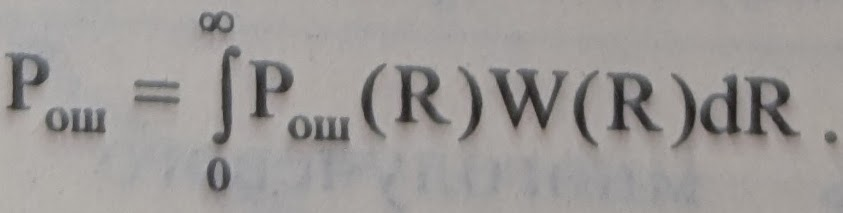 Pош = ∫₀^∞ Pош(R)W(R)dR .